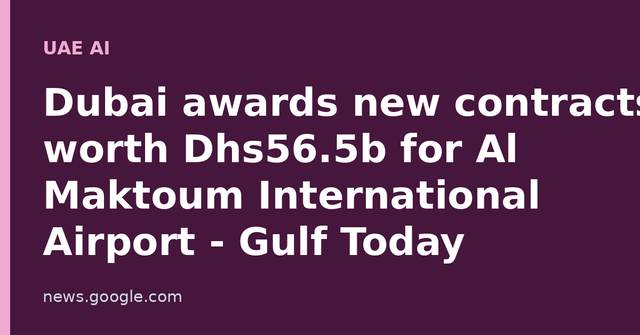 UAE AI
Dubai awards new contracts
worth Dhs56.5b for Al
Maktoum International
Airport - Gulf Today
news.google.com